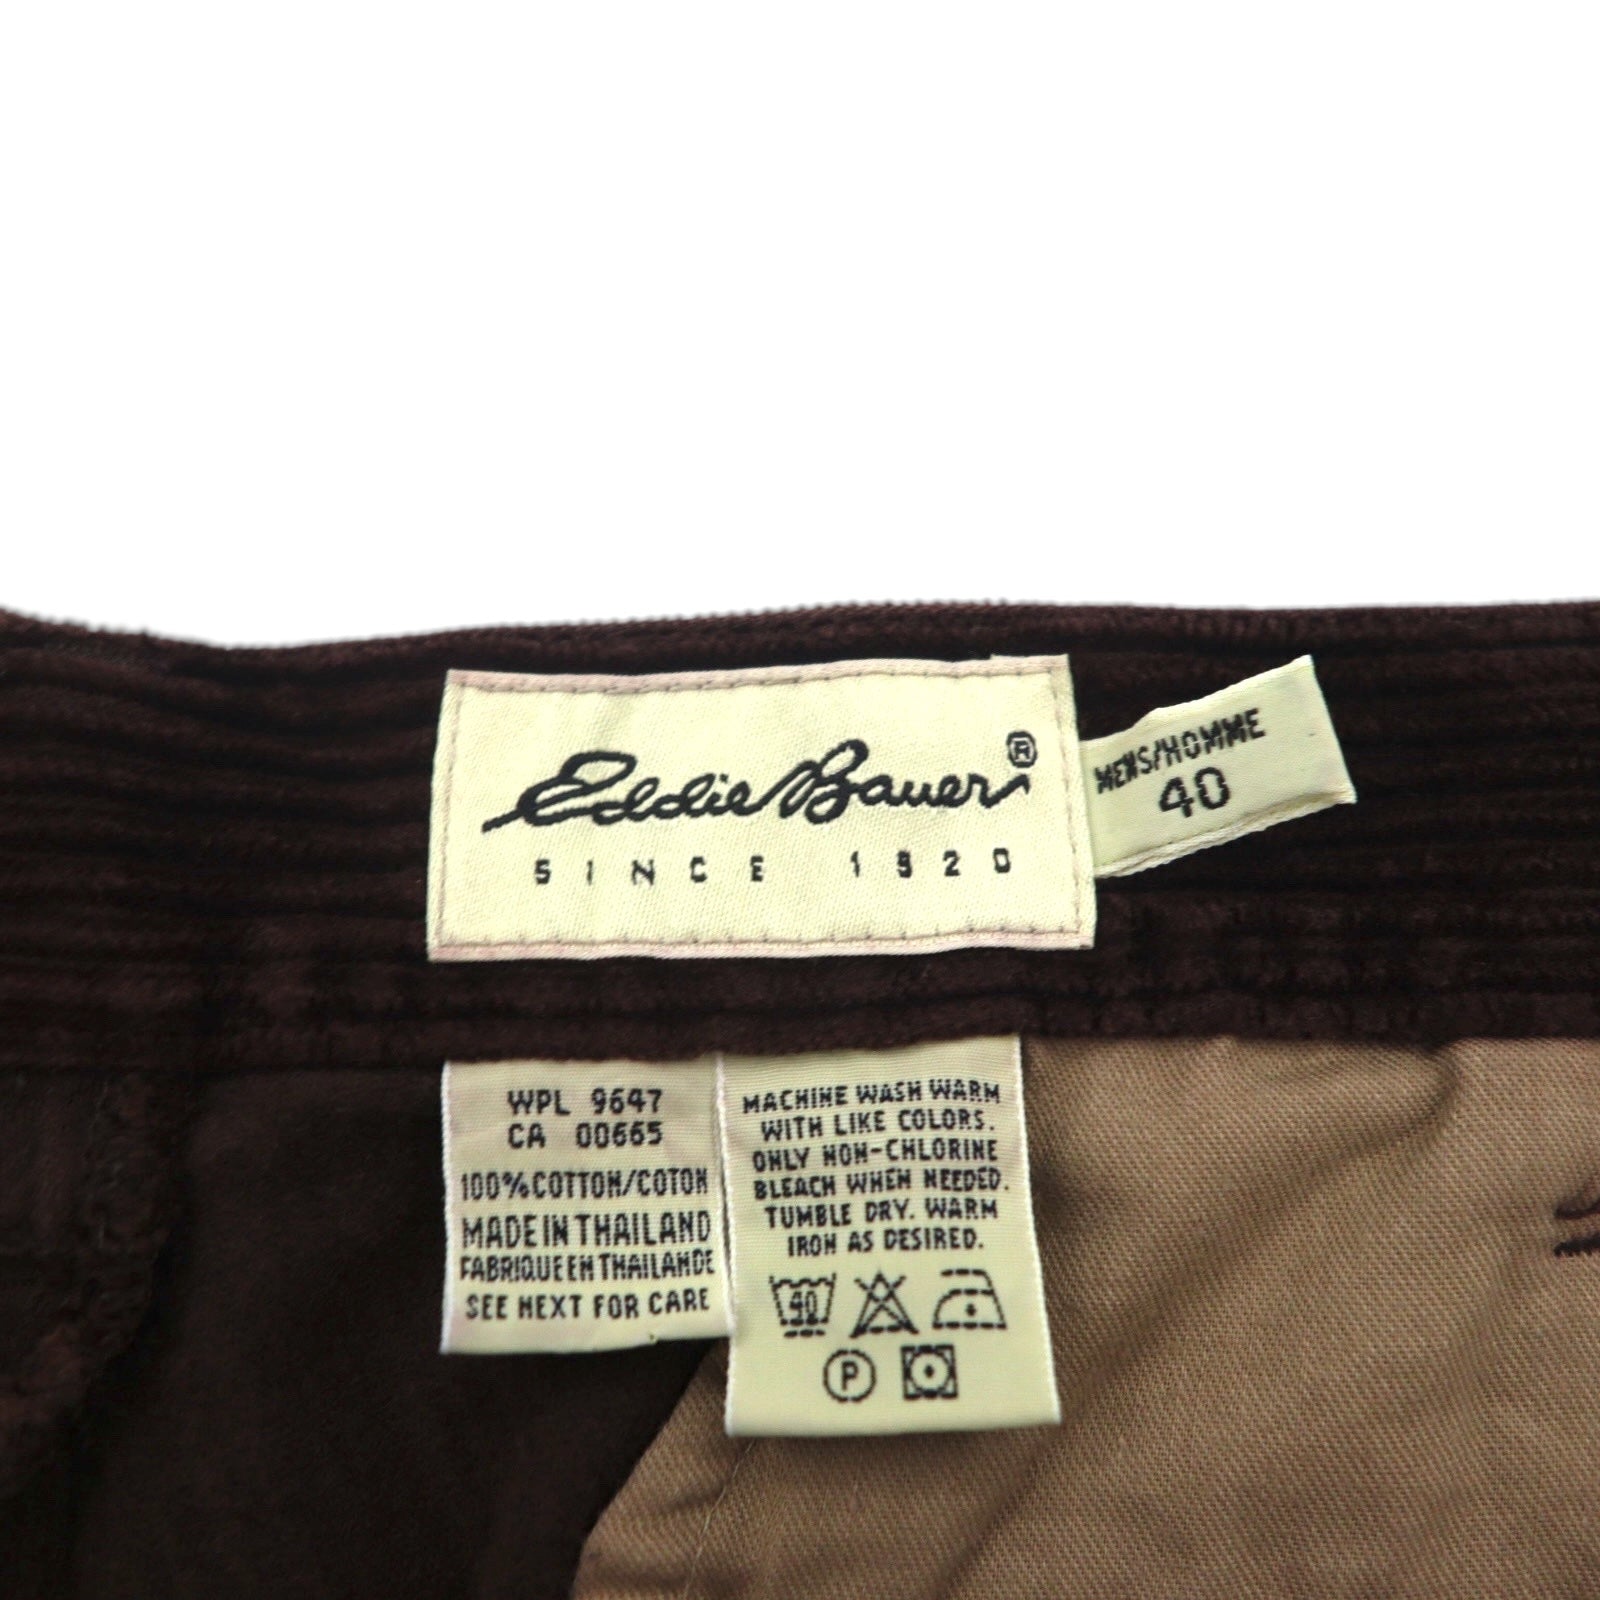 Eddie Bauer®
SINCE 1920
MENS/HOMME
40
WPL 9647
CA 00665
100%COTTON/COTON
MADE IN THAILAND
FABRIQUE EN THAILANDE
SEE NEXT FOR CARE
MACHINE WASH WARM
WITH LIKE COLORS.
ONLY NON-CHLORINE
BLEACH WHEN NEEDED.
TUMBLE DRY. WARM
IRON AS DESIRED.
40
P